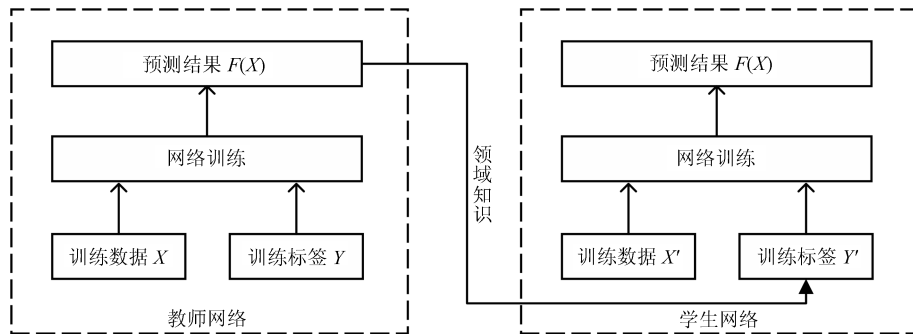 预测结果 F(X)
网络训练
训练数据 X
训练标签 Y
教师网络
领域知识
预测结果 F(X)
网络训练
训练数据 X'
训练标签 Y'
学生网络